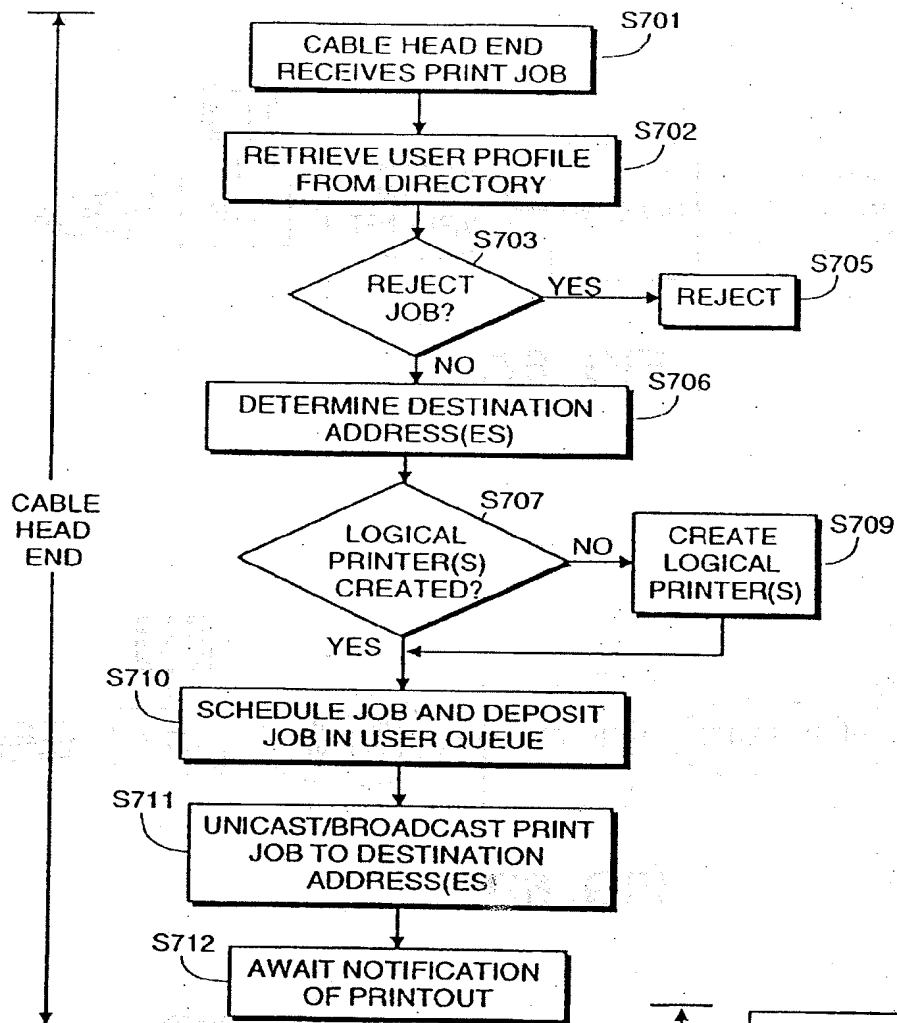 S701
CABLE HEAD END
RECEIVES PRINT JOB
S702
RETRIEVE USER PROFILE
FROM DIRECTORY
S703
REJECT
JOB?
YES
S705
REJECT
NO
S706
DETERMINE DESTINATION
ADDRESS(ES)
CABLE
HEAD
END
S707
LOGICAL
PRINTER(S)
CREATED?
NO
S709
CREATE
LOGICAL
PRINTER(S)
YES
S710
SCHEDULE JOB AND DEPOSIT
JOB IN USER QUEUE
S711
UNICAST/BROADCAST PRINT
JOB TO DESTINATION
ADDRESS(ES
S712
AWAIT NOTIFICATION
OF PRINTOUT